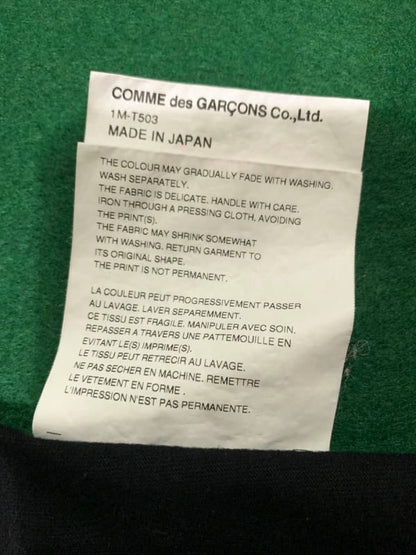 COMME des GARÇONS Co.,Ltd.
1M-T503
MADE IN JAPAN
THE COLOUR MAY GRADUALLY FADE WITH WASHING.
WASH SEPARATELY.
THE FABRIC IS DELICATE. HANDLE WITH CARE.
IRON THROUGH A PRESSING CLOTH, AVOIDING
THE PRINT(S).
THE FABRIC MAY SHRINK SOMEWHAT
WITH WASHING. RETURN GARMENT TO
ITS ORIGINAL SHAPE.
THE PRINT IS NOT PERMANENT.
LA COULEUR PEUT PROGRESSIVEMENT PASSER
AU LAVAGE. LAVER SEPAREMMENT.
CE TISSU EST FRAGILE. MANIPULER AVEC SOIN.
REPASSER A TRAVERS UNE PATTEMOUILLE EN
EVITANT LE(S) IMPRIME(S).
LE TISSU PEUT RETRECIR AU LAVAGE.
NE PAS SECHER EN MACHINE. REMETTRE
LE VETEMENT EN FORME .
L'IMPRESSION N'EST PAS PERMANENTE.